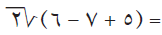 √٢ (٦ − ٧ + ٥) =